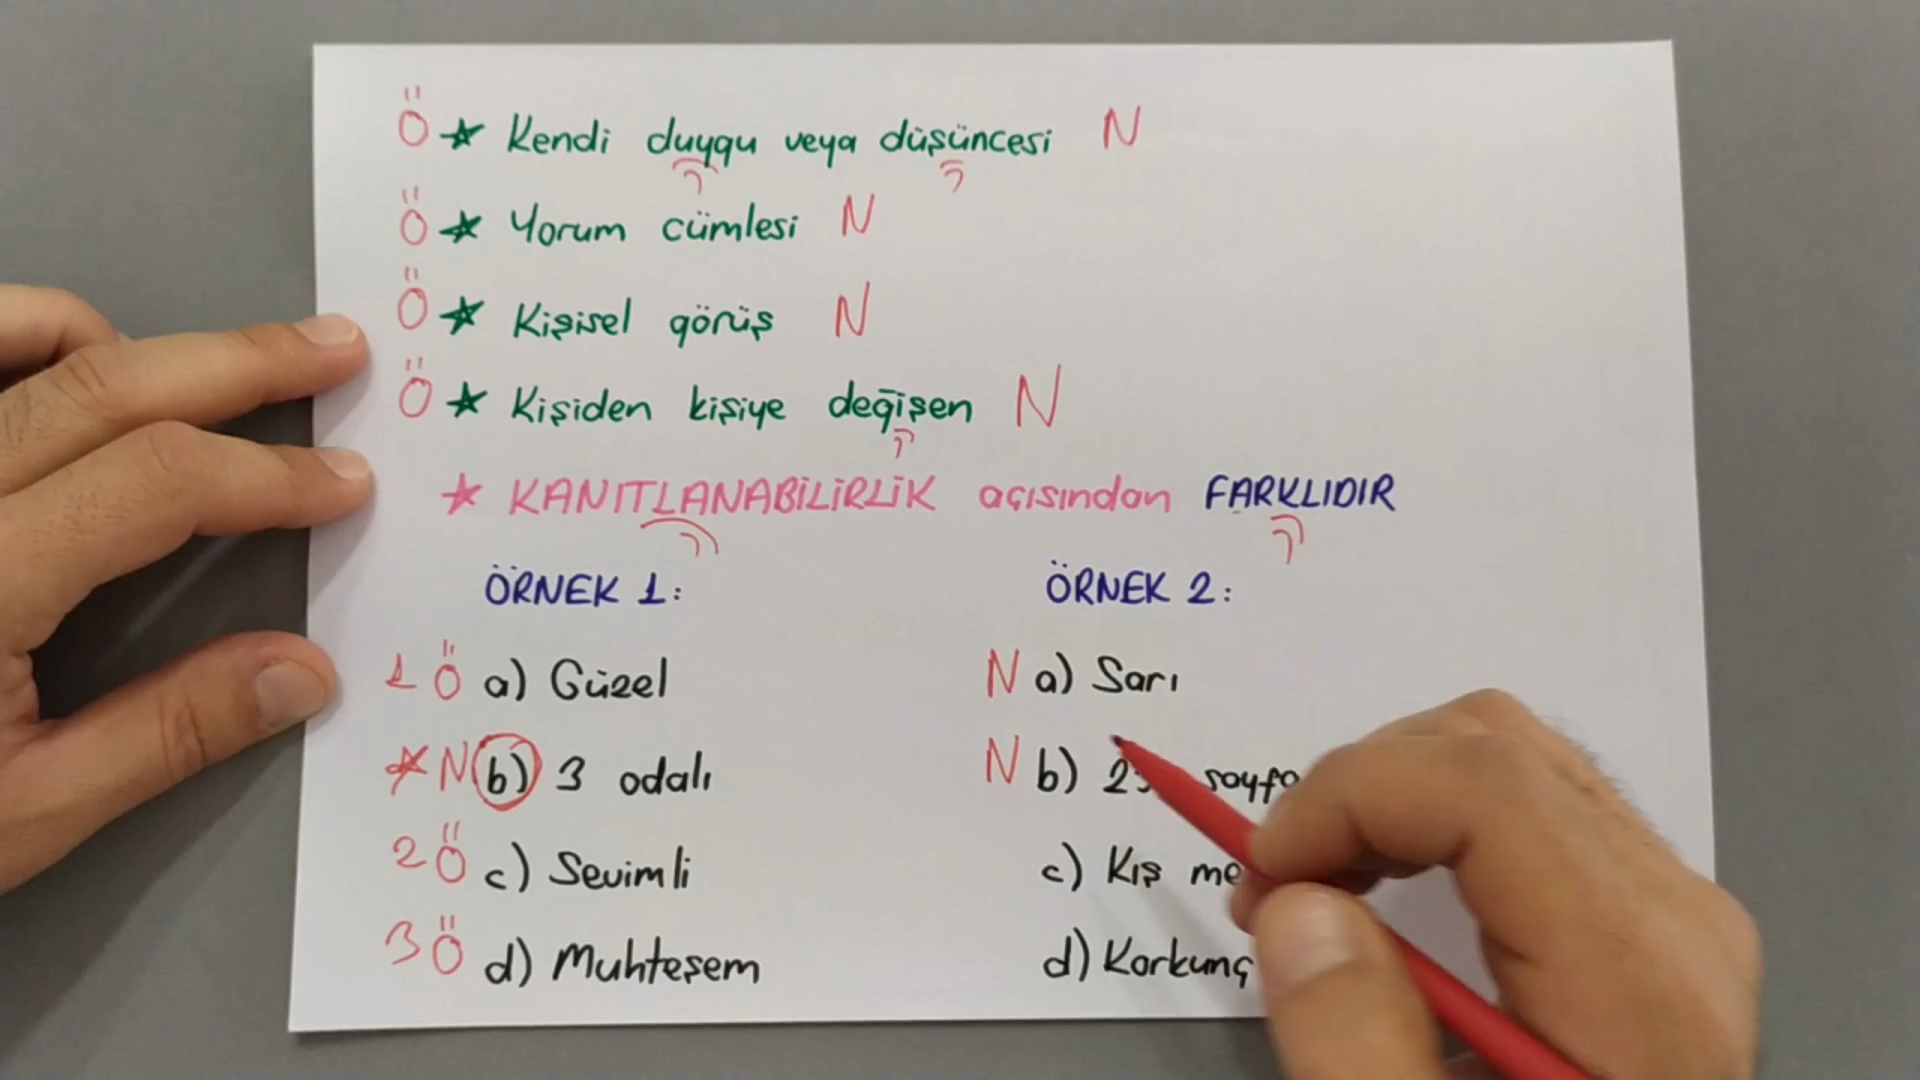 Ö ★ Kendi duygu veya düşüncesi N
Ö ★ Yorum cümlesi N
Ö ★ Kişisel görüş N
Ö ★ Kişiden kişiye değişen N
★ KANITLANABİLİRLİK açısından FARKLIDIR
ÖRNEK 1:
1 Ö a) Güzel
★ N b) 3 odalı
2 Ö c) Sevimli
3 Ö d) Muhteşem
ÖRNEK 2:
N a) Sarı
N b)
c) Kış
d) Korkunç